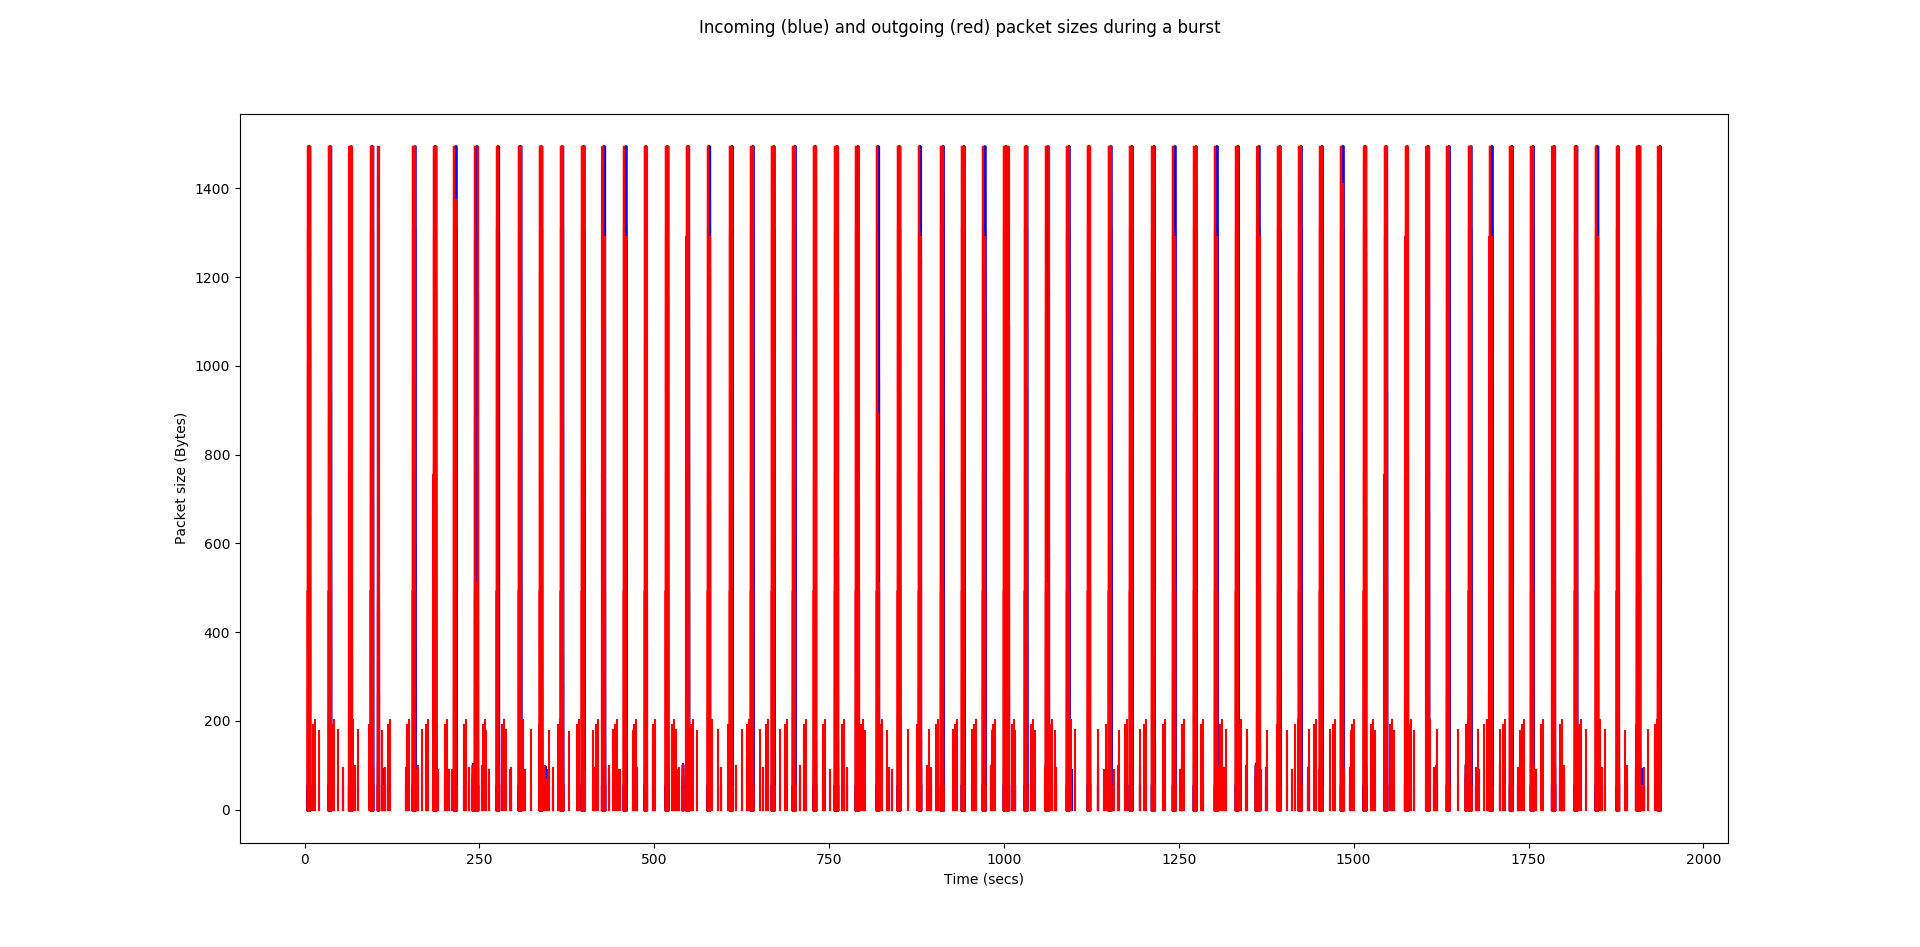 Incoming (blue) and outgoing (red) packet sizes during a burst
Packet size (Bytes)
1400
1200
1000
800
600
400
200
0
0 250 500 750 1000 1250 1500 1750 2000
Time (secs)